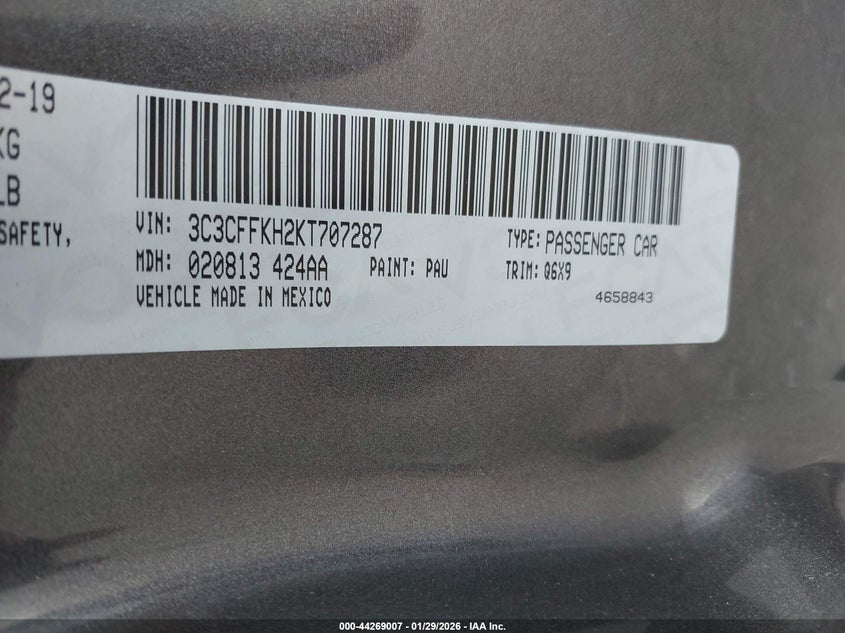 2-19
KG
LB
SAFETY,
VIN: 3C3CFFKH2KT707287 TYPE: PASSENGER CAR
MDH: 020813 424AA PAINT: PAU TRIM: Q6X9
VEHICLE MADE IN MEXICO 4658843
000-44269007 - 01/29/2026 - IAA Inc.